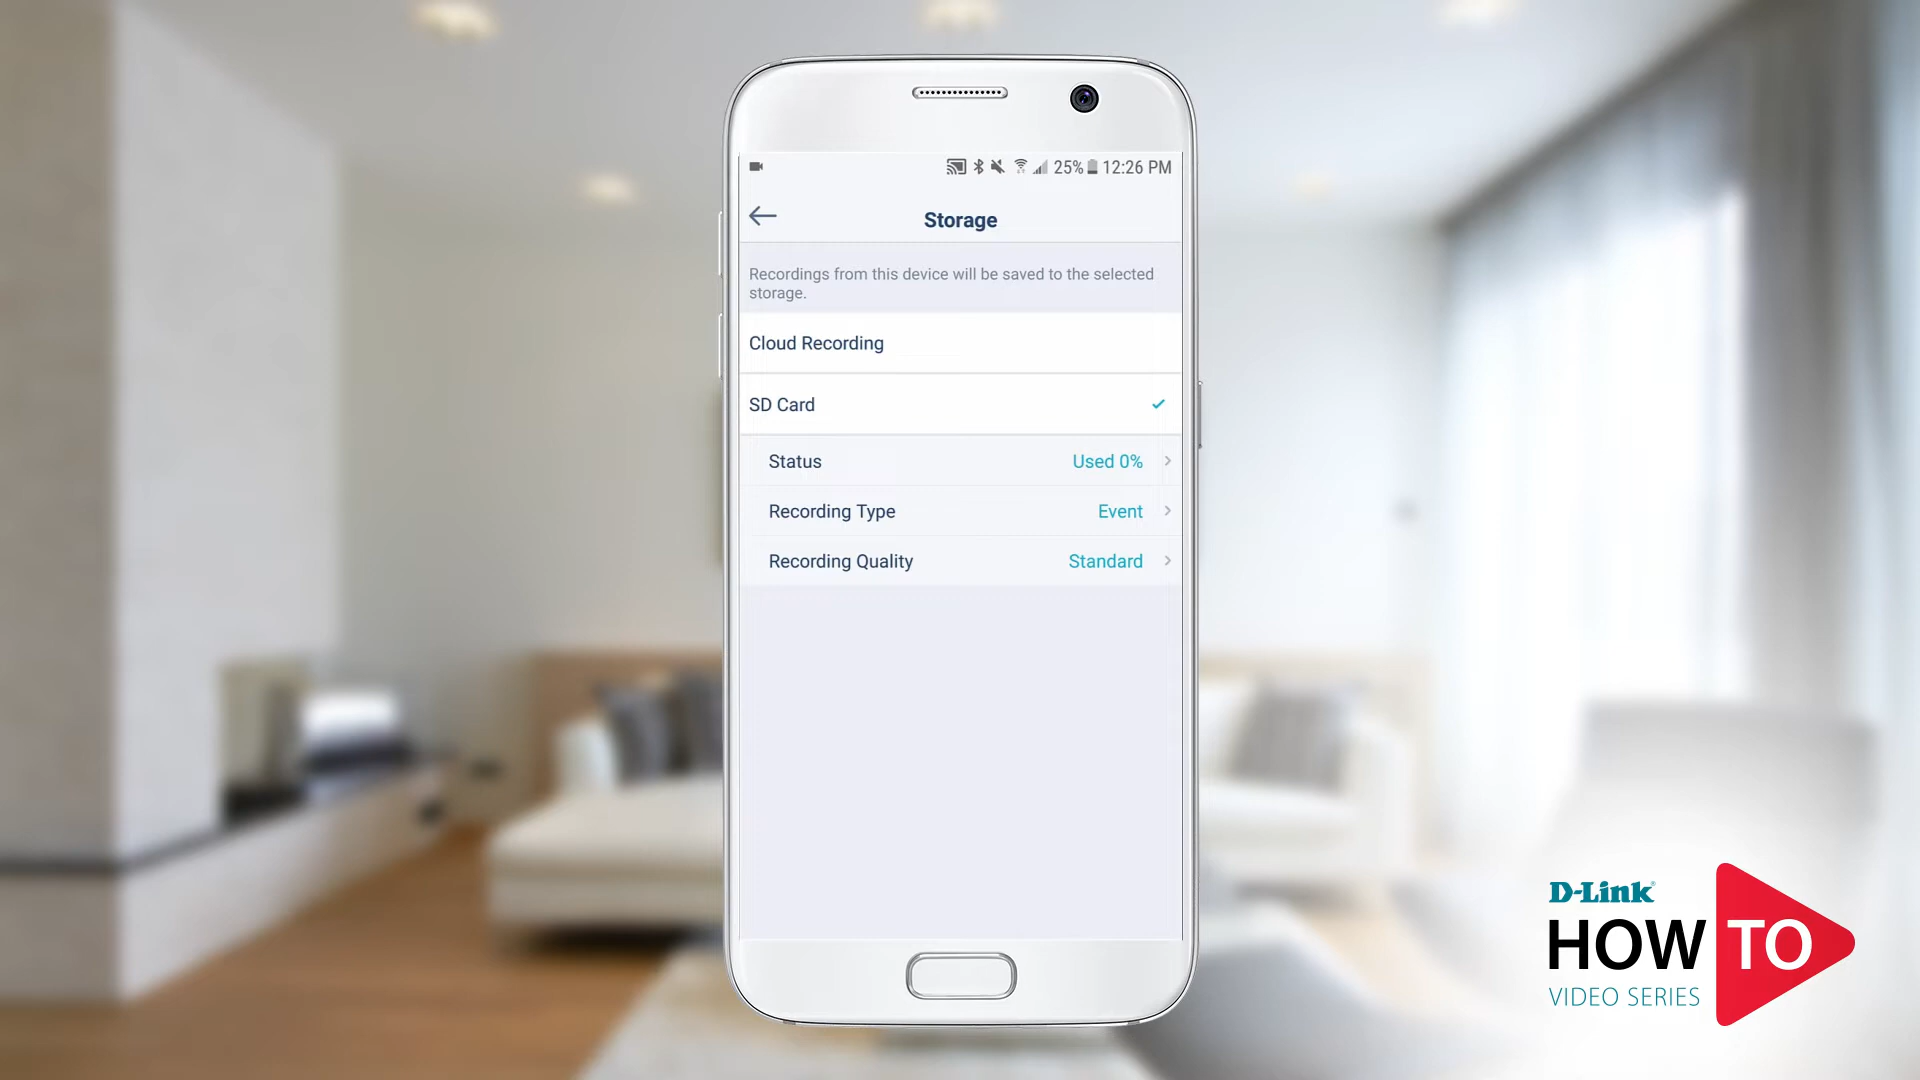 25% 12:26 PM
Storage
Recordings from this device will be saved to the selected
storage.
Cloud Recording
SD Card
Status Used 0%
Recording Type Event
Recording Quality Standard
D-Link®
HOW TO
VIDEO SERIES